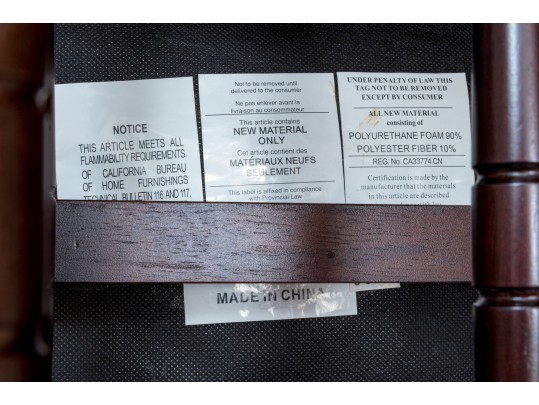 NOTICE
THIS ARTICLE MEETS ALL
FLAMMABILITY REQUIREMENTS
OF CALIFORNIA BUREAU
OF HOME FURNISHINGS
TECHNICAL BULLETIN 116 AND 117.
Not to be removed until
delivered to the consumer
Ne pas enlever avant la
livraison au consommateur
This article contains
NEW MATERIAL
ONLY
Cet article contient des
MATÉRIAUX NEUFS
SEULEMENT
This label is affixed in compliance
with Provincial Law
UNDER PENALTY OF LAW THIS
TAG NOT TO BE REMOVED
EXCEPT BY CONSUMER
ALL NEW MATERIAL
consisting of
POLYURETHANE FOAM 90%
POLYESTER FIBER 10%
REG. No. CA33774 CN
Certification is made by the
manufacturer that the materials
in this article are described
MADE IN CHINA